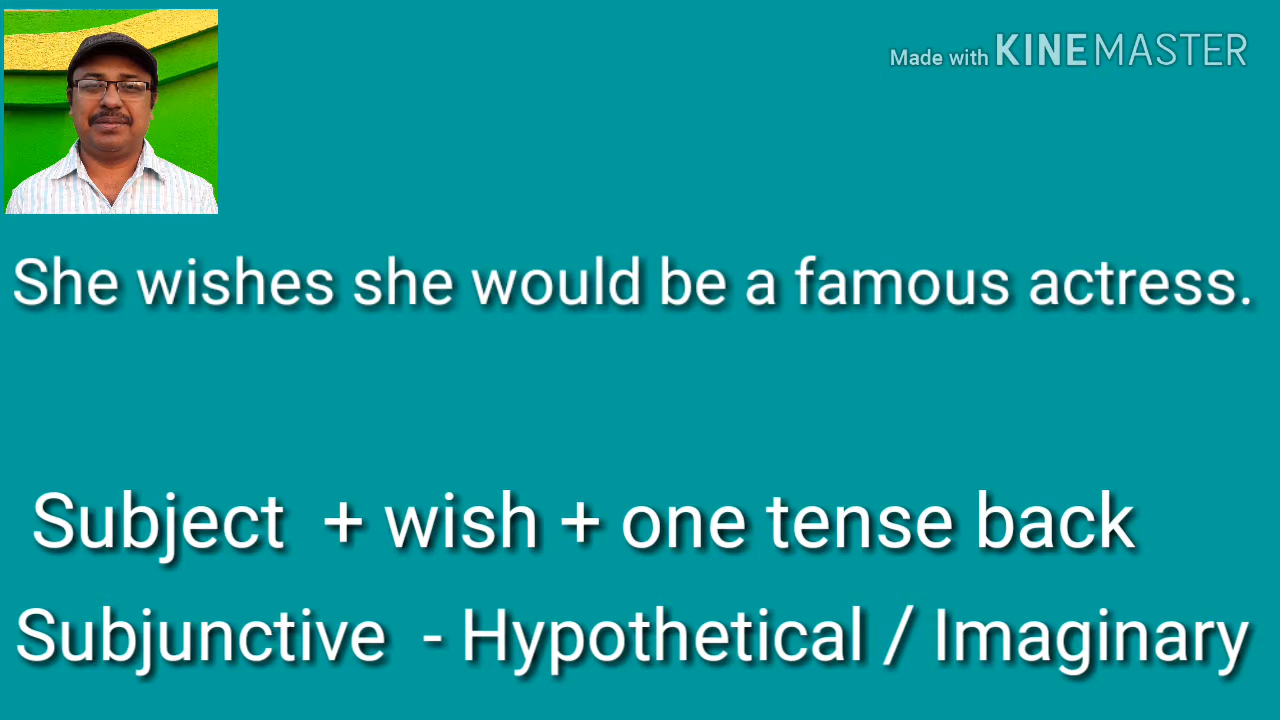 Made with KINEMASTER
She wishes she would be a famous actress.
Subject + wish + one tense back
Subjunctive - Hypothetical / Imaginary